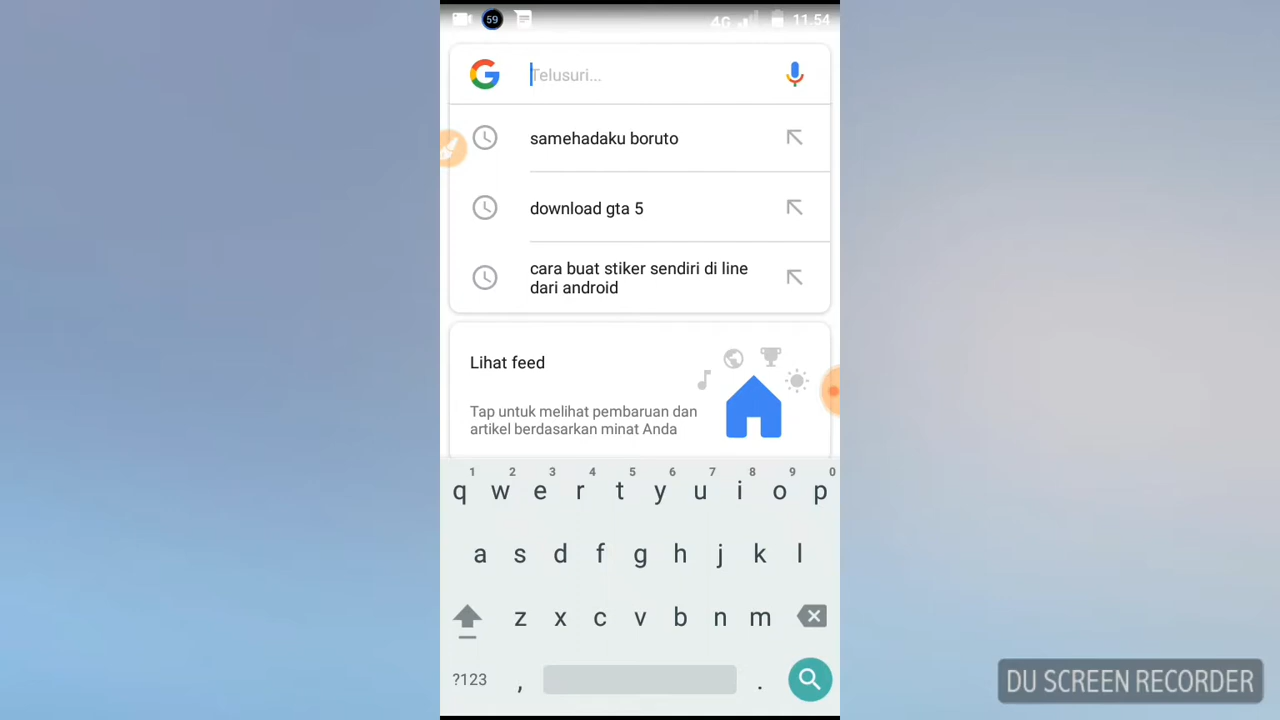 59
4G
11.54
Telusuri...
samehadaku boruto
download gta 5
cara buat stiker sendiri di line
dari android
Lihat feed
Tap untuk melihat pembaruan dan
artikel berdasarkan minat Anda
1 2 3 4 5 6 7 8 9 0
q w e r t y u i o p
a s d f g h j k l
z x c v b n m
?123 , .
DU SCREEN RECORDER